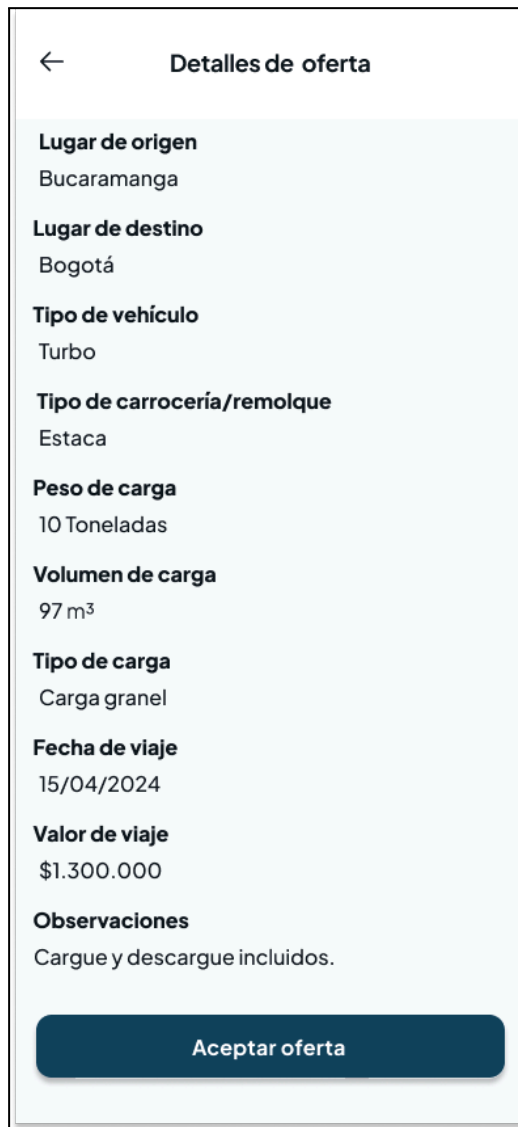 Detalles de oferta
Lugar de origen
Bucaramanga
Lugar de destino
Bogotá
Tipo de vehículo
Turbo
Tipo de carrocería/remolque
Estaca
Peso de carga
10 Toneladas
Volumen de carga
97 m³
Tipo de carga
Carga granel
Fecha de viaje
15/04/2024
Valor de viaje
$1.300.000
Observaciones
Cargue y descargue incluidos.
Aceptar oferta